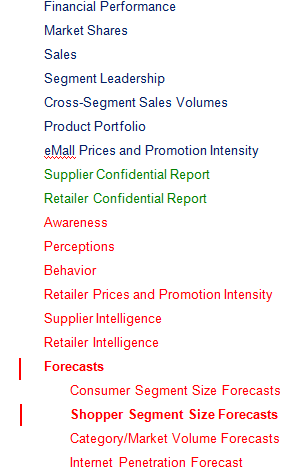 Financial Performance
Market Shares
Sales
Segment Leadership
Cross-Segment Sales Volumes
Product Portfolio
eMall Prices and Promotion Intensity
Supplier Confidential Report
Retailer Confidential Report
Awareness
Perceptions
Behavior
Retailer Prices and Promotion Intensity
Supplier Intelligence
Retailer Intelligence
Forecasts
Consumer Segment Size Forecasts
Shopper Segment Size Forecasts
Category/Market Volume Forecasts
Internet Penetration Forecast